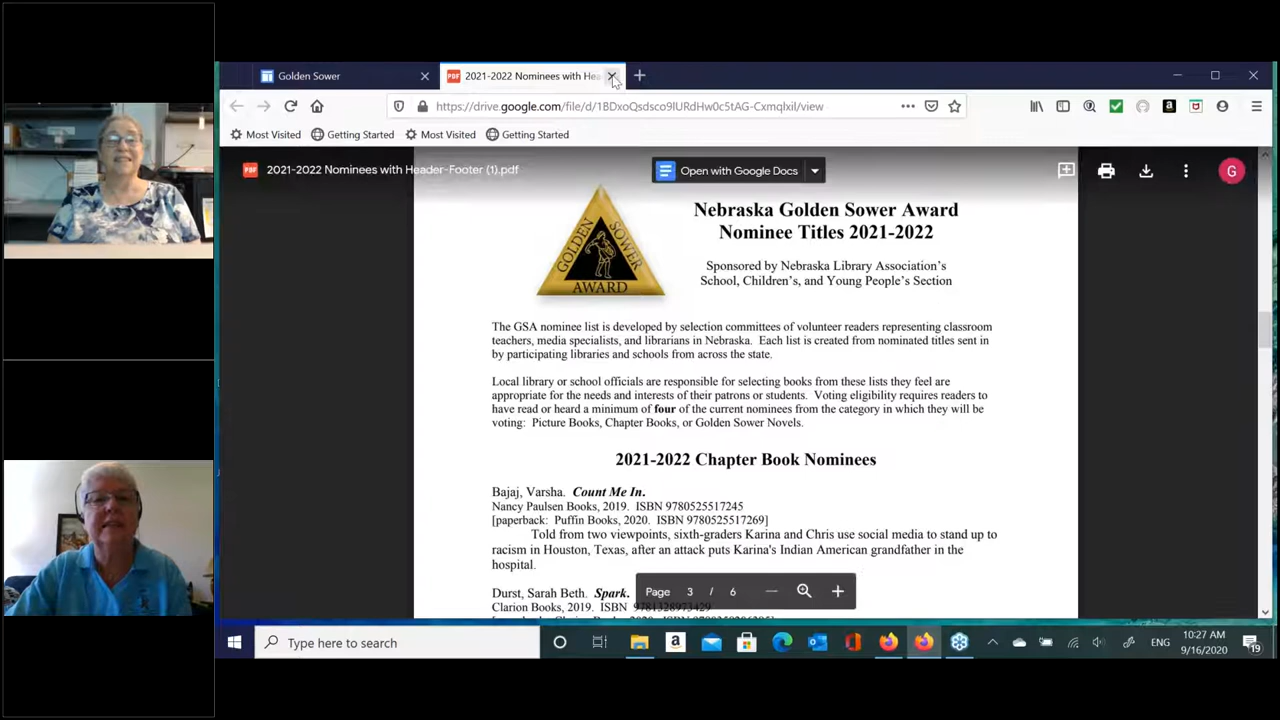 Golden Sower
2021-2022 Nominees with Hea
https://drive.google.com/file/d/1BDxoQsdsco9lURdHw0c5tAG-Cxmqlxil/view
Most Visited
Getting Started
Most Visited
Getting Started
2021-2022 Nominees with Header-Footer (1).pdf
Open with Google Docs
G
GOLDEN SOWER
AWARD
Nebraska Golden Sower Award
Nominee Titles 2021-2022
Sponsored by Nebraska Library Association's
School, Children's, and Young People's Section
The GSA nominee list is developed by selection committees of volunteer readers representing classroom
teachers, media specialists, and librarians in Nebraska. Each list is created from nominated titles sent in
by participating libraries and schools from across the state.
Local library or school officials are responsible for selecting books from these lists they feel are
appropriate for the needs and interests of their patrons or students. Voting eligibility requires readers to
have read or heard a minimum of four of the current nominees from the category in which they will be
voting: Picture Books, Chapter Books, or Golden Sower Novels.
2021-2022 Chapter Book Nominees
Bajaj, Varsha. Count Me In.
Nancy Paulsen Books, 2019. ISBN 9780525517245
[paperback: Puffin Books, 2020. ISBN 9780525517269]
Told from two viewpoints, sixth-graders Karina and Chris use social media to stand up to
racism in Houston, Texas, after an attack puts Karina's Indian American grandfather in the
hospital.
Durst, Sarah Beth. Spark.
Clarion Books, 2019. ISBN 9781328973429
Page 3 / 6
Type here to search
ENG
10:27 AM
9/16/2020
19